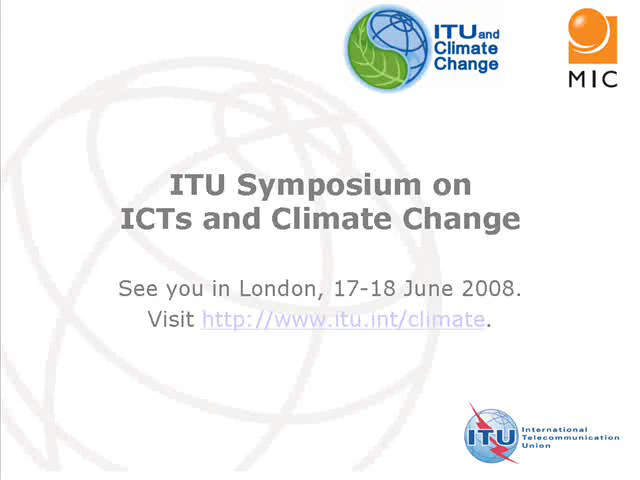 ITU and
Climate
Change
MIC
ITU Symposium on
ICTs and Climate Change
See you in London, 17-18 June 2008.
Visit http://www.itu.int/climate.
ITU
International
Telecommunication
Union